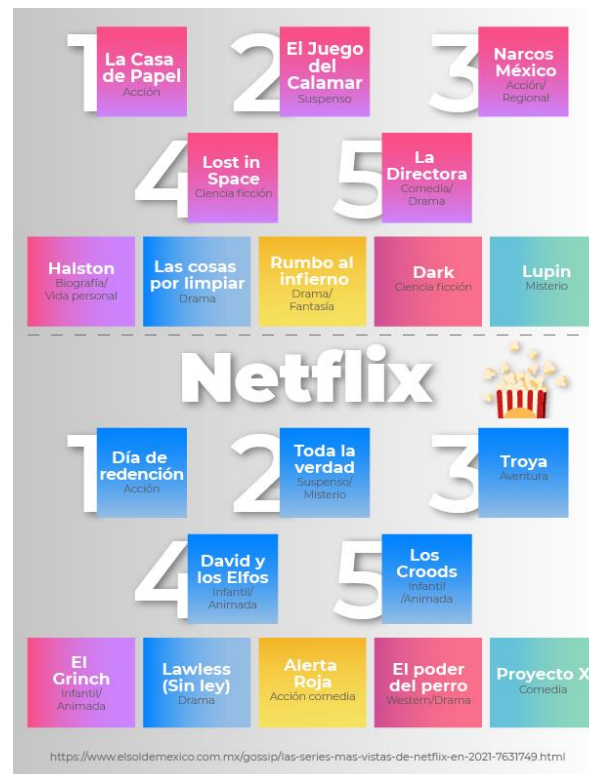 1
La Casa
de Papel
Acción
2
El Juego
del
Calamar
Suspenso
3
Narcos
México
Acción/
Regional
4
Lost in
Space
Ciencia ficción
5
La
Directora
Comedia/
Drama
Halston
Biografía/
Vida personal
Las cosas
por limpiar
Drama
Rumbo al
infierno
Drama/
Fantasía
Dark
Ciencia ficción
Lupin
Misterio
Netflix
1
Día de
redención
Acción
2
Toda la
verdad
Suspenso/
Misterio
3
Troya
Aventura
4
David y
los Elfos
Infantil/
Animada
5
Los
Croods
Infantil
/Animada
El
Grinch
Infantil/
Animada
Lawless
(Sin ley)
Drama
Alerta
Roja
Acción comedia
El poder
del perro
Western/Drama
Proyecto X
Comedia
https://www.elsoldemexico.com.mx/gossip/las-series-mas-vistas-de-netflix-en-2021-7631749.html